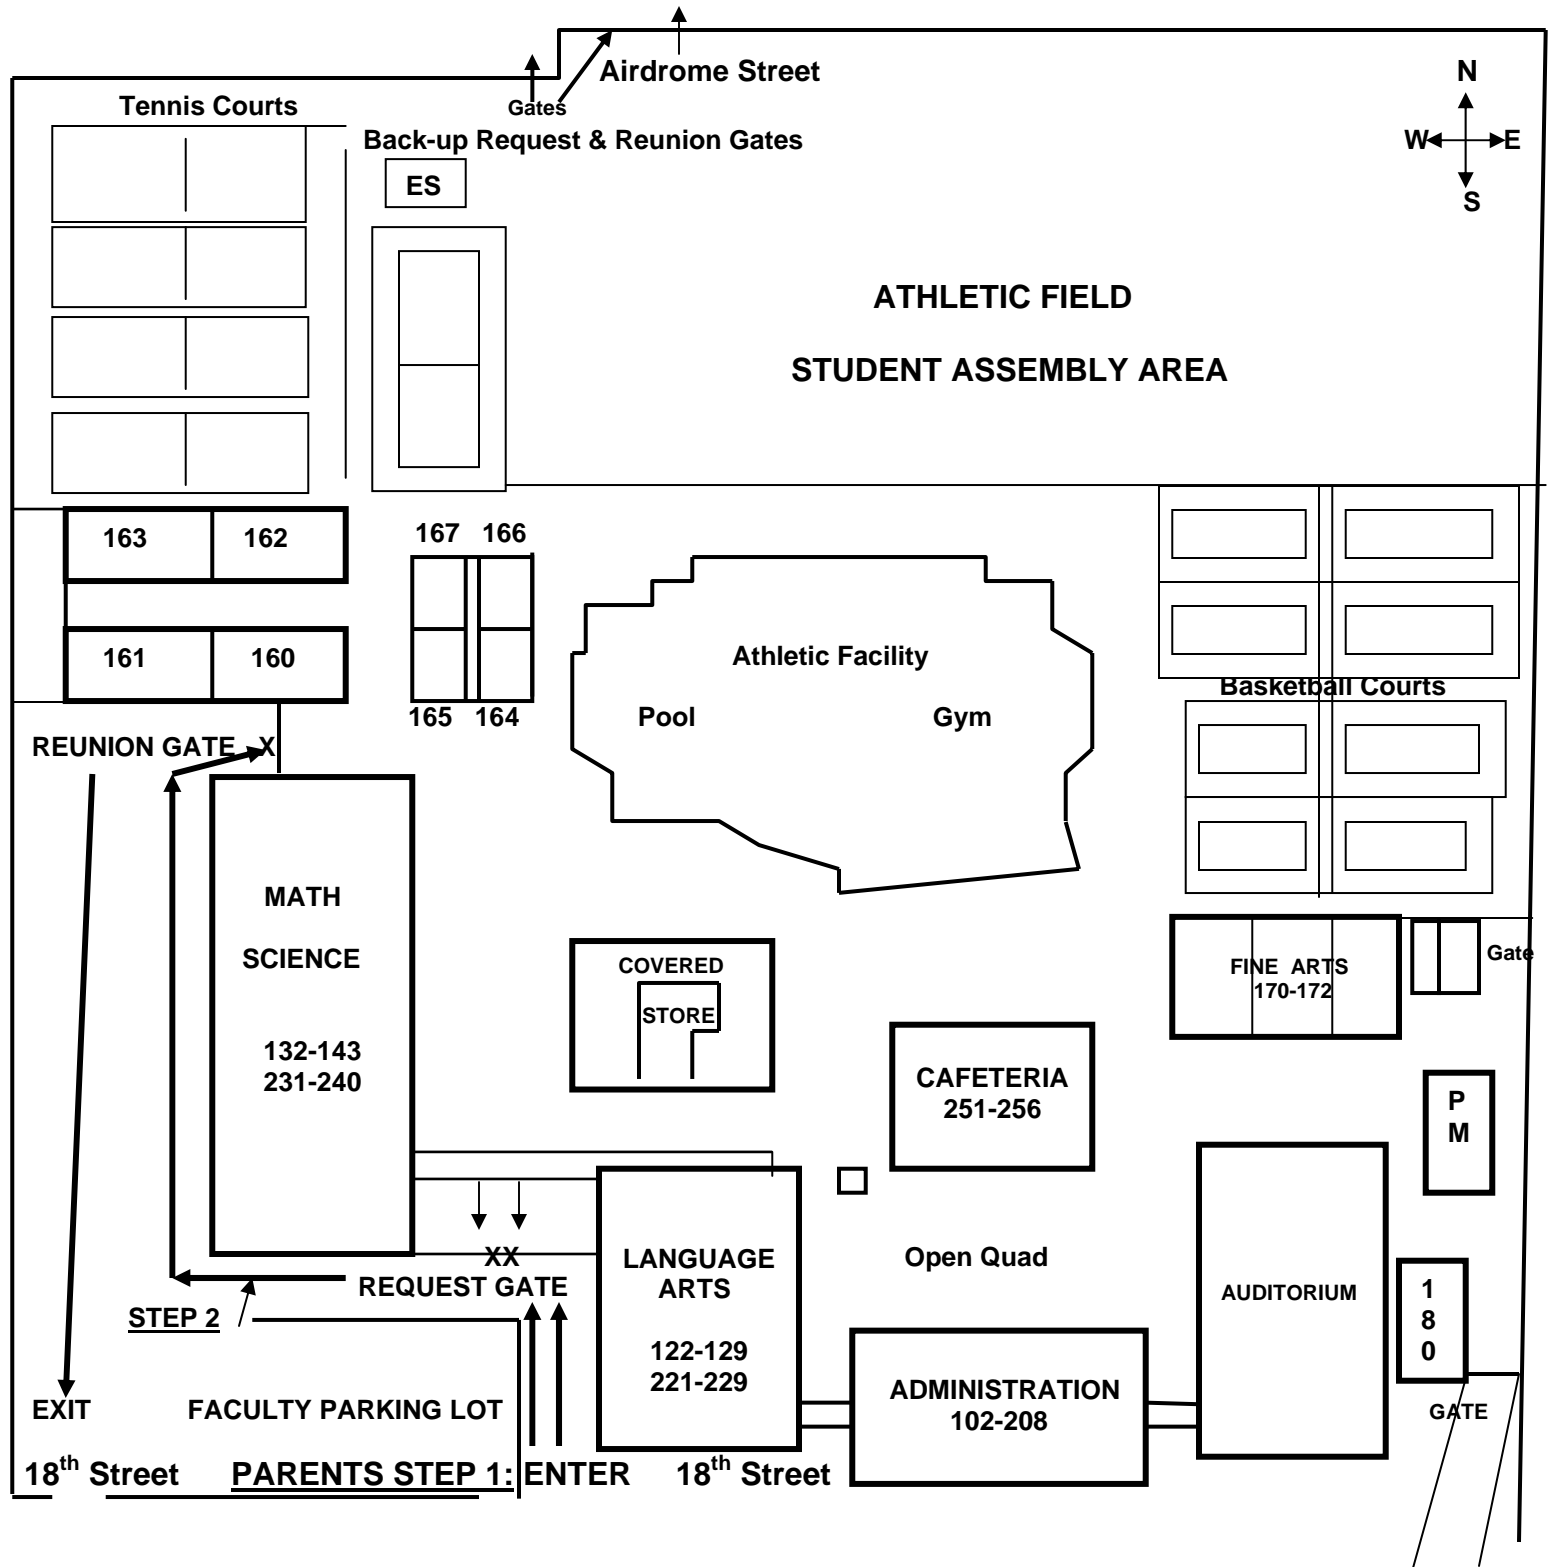 Airdrome Street
N
Tennis Courts
Gates
Back-up Request & Reunion Gates
W E
ES
S
ATHLETIC FIELD
STUDENT ASSEMBLY AREA
163 162
167 166
161 160
Athletic Facility
Basketball Courts
165 164
Pool Gym
REUNION GATE X
MATH
SCIENCE
132-143
231-240
COVERED
STORE
FINE ARTS
170-172
Gate
CAFETERIA
251-256
P
M
XX
REQUEST GATE
STEP 2
LANGUAGE
ARTS
122-129
221-229
Open Quad
AUDITORIUM
1
8
0
ADMINISTRATION
102-208
GATE
EXIT
FACULTY PARKING LOT
18th Street PARENTS STEP 1: ENTER 18th Street